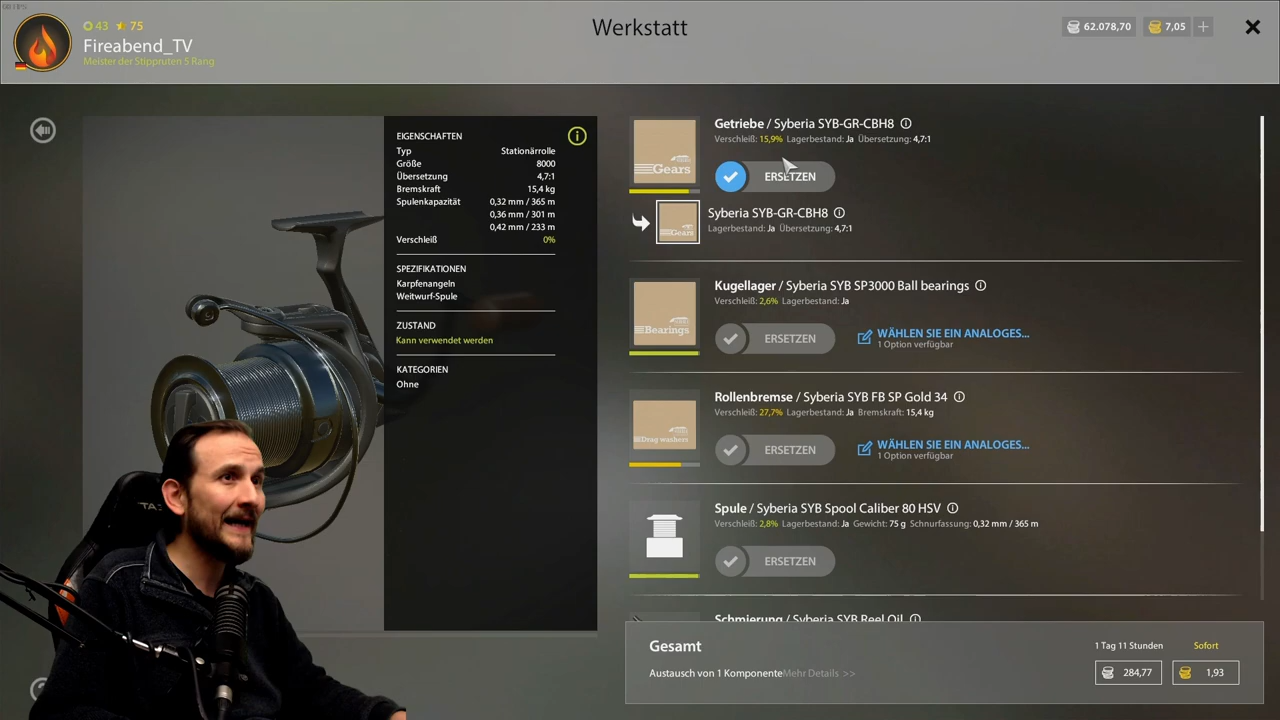 43 75
Fireabend_TV
Meister der Stippruten 5 Rang
Werkstatt
62.078,70
7,05
EIGENSCHAFTEN
Typ Stationärrolle
Größe 8000
Übersetzung 4,7:1
Bremskraft 15,4 kg
Spulenkapazität 0,32 mm / 365 m
0,36 mm / 301 m
0,42 mm / 233 m
Verschleiß 0%
SPEZIFIKATIONEN
Karpfenangeln
Weitwurf-Spule
ZUSTAND
Kann verwendet werden
KATEGORIEN
Ohne
Gears
Getriebe / Syberia SYB-GR-CBH8
Verschleiß: 15,9% Lagerbestand: Ja Übersetzung: 4,7:1
ERSETZEN
Gears
Syberia SYB-GR-CBH8
Lagerbestand: Ja Übersetzung: 4,7:1
Bearings
Kugellager / Syberia SYB SP3000 Ball bearings
Verschleiß: 2,6% Lagerbestand: Ja
ERSETZEN
WÄHLEN SIE EIN ANALOGES...
1 Option verfügbar
Drag washers
Rollenbremse / Syberia SYB FB SP Gold 34
Verschleiß: 27,7% Lagerbestand: Ja Bremskraft: 15,4 kg
ERSETZEN
WÄHLEN SIE EIN ANALOGES...
1 Option verfügbar
Spule / Syberia SYB Spool Caliber 80 HSV
Verschleiß: 2,8% Lagerbestand: Ja Gewicht: 75 g Schnurfassung: 0,32 mm / 365 m
ERSETZEN
Schmierung / Syberia SYB Reel Oil
Gesamt
Austausch von 1 Komponente Mehr Details >>
1 Tag 11 Stunden
284,77
Sofort
1,93